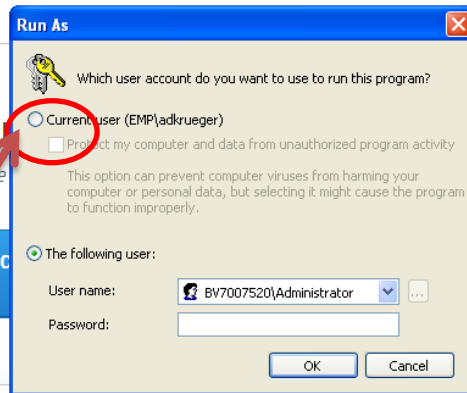 Run As
Which user account do you want to use to run this program?
Current user (EMP\adkrueger)
Protect my computer and data from unauthorized program activity
This option can prevent computer viruses from harming your
computer or personal data, but selecting it might cause the program
to function improperly.
The following user:
User name:
BV7007520\Administrator
...
Password:
OK
Cancel